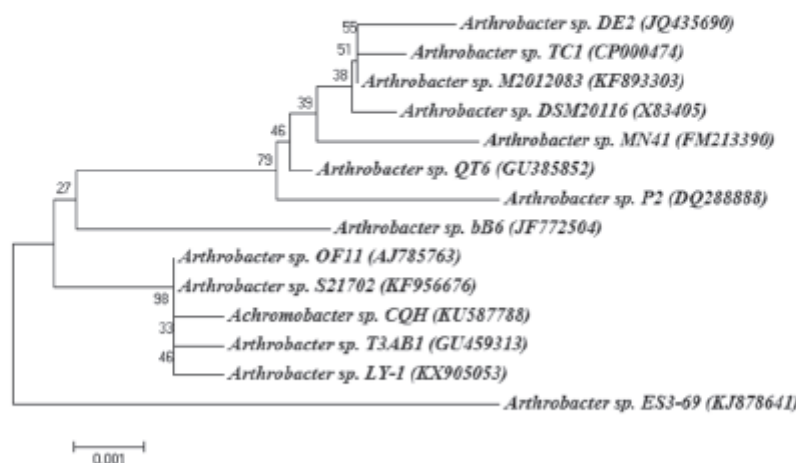 55
Arthrobacter sp. DE2 (JQ435690)
51
Arthrobacter sp. TC1 (CP000474)
38
Arthrobacter sp. M2012083 (KF893303)
39
Arthrobacter sp. DSM20116 (X83405)
46
Arthrobacter sp. MN41 (FM213390)
79
Arthrobacter sp. QT6 (GU385852)
27
Arthrobacter sp. P2 (DQ288888)
Arthrobacter sp. bB6 (JF772504)
Arthrobacter sp. OF11 (AJ785763)
Arthrobacter sp. S21702 (KF956676)
98
Achromobacter sp. CQH (KU587788)
33
Arthrobacter sp. T3AB1 (GU459313)
46
Arthrobacter sp. LY-1 (KX905053)
Arthrobacter sp. ES3-69 (KJ878641)
0.001